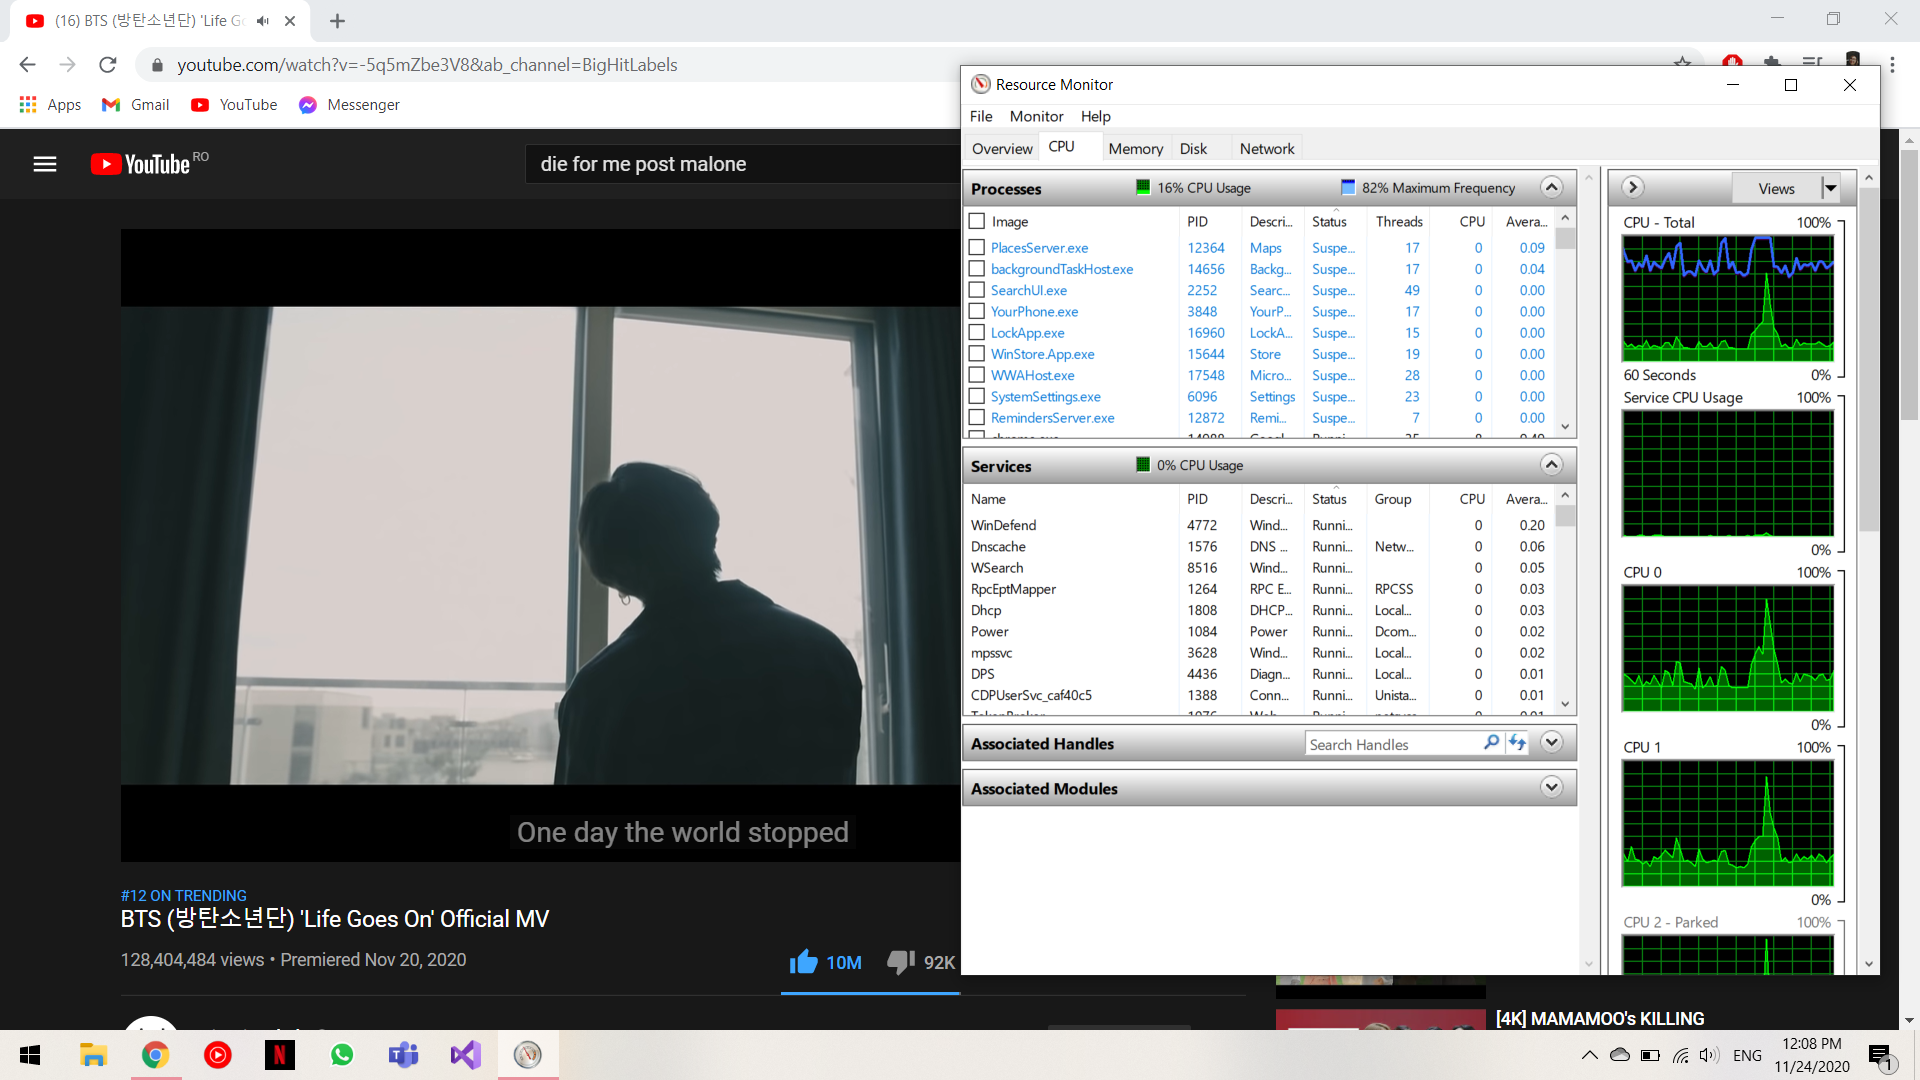 (16) BTS (방탄소년단) 'Life G
youtube.com/watch?v=-5q5mZbe3V8&ab_channel=BigHitLabels
Apps Gmail YouTube Messenger
YouTube RO
die for me post malone
One day the world stopped
#12 ON TRENDING
BTS (방탄소년단) 'Life Goes On' Official MV
128,404,484 views • Premiered Nov 20, 2020
10M 92K
[4K] MAMAMOO's KILLING
Resource Monitor
File Monitor Help
Overview CPU Memory Disk Network
Processes 16% CPU Usage 82% Maximum Frequency
Image PID Descri... Status Threads CPU Avera...
PlacesServer.exe 12364 Maps Suspe... 17 0 0.09
backgroundTaskHost.exe 14656 Backg... Suspe... 17 0 0.04
SearchUI.exe 2252 Searc... Suspe... 49 0 0.00
YourPhone.exe 3848 YourP... Suspe... 17 0 0.00
LockApp.exe 16960 LockA... Suspe... 15 0 0.00
WinStore.App.exe 15644 Store Suspe... 19 0 0.00
WWAHost.exe 17548 Micro... Suspe... 28 0 0.00
SystemSettings.exe 6096 Settings Suspe... 23 0 0.00
RemindersServer.exe 12872 Remi... Suspe... 7 0 0.00
Services 0% CPU Usage
Name PID Descri... Status Group CPU Avera...
WinDefend 4772 Wind... Runni... 0 0.20
Dnscache 1576 DNS ... Runni... Netw... 0 0.06
WSearch 8516 Wind... Runni... 0 0.05
RpcEptMapper 1264 RPC E... Runni... RPCSS 0 0.03
Dhcp 1808 DHCP... Runni... Local... 0 0.03
Power 1084 Power Runni... Dcom... 0 0.02
mpssvc 3628 Wind... Runni... Local... 0 0.02
DPS 4436 Diagn... Runni... Local... 0 0.01
CDPUserSvc_caf40c5 1388 Conn... Runni... Unista... 0 0.01
Associated Handles Search Handles
Associated Modules
Views
CPU - Total 100%
60 Seconds 0%
Service CPU Usage 100%
0%
CPU 0 100%
0%
CPU 1 100%
0%
CPU 2 - Parked 100%
N
ENG
12:08 PM
11/24/2020
1